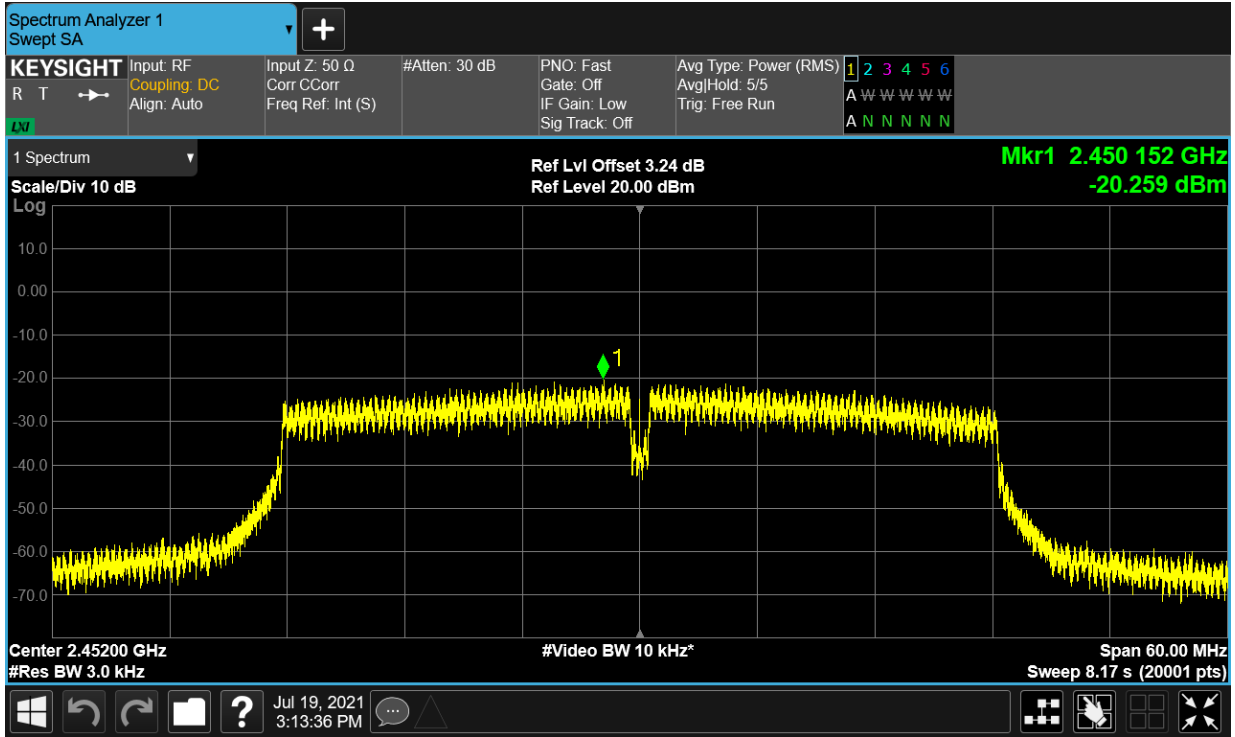 Spectrum Analyzer 1
Swept SA
+
KEYSIGHT
R T
LXI
Input: RF
Coupling: DC
Align: Auto
Input Z: 50 Ω
Corr CCorr
Freq Ref: Int (S)
#Atten: 30 dB
PNO: Fast
Gate: Off
IF Gain: Low
Sig Track: Off
Avg Type: Power (RMS)
Avg|Hold: 5/5
Trig: Free Run
1 2 3 4 5 6
A W W W W W
A N N N N N
1 Spectrum
Scale/Div 10 dB
Log
Ref Lvl Offset 3.24 dB
Ref Level 20.00 dBm
Mkr1 2.450 152 GHz
-20.259 dBm
10.0
0.00
-10.0
-20.0
-30.0
-40.0
-50.0
-60.0
-70.0
1
Center 2.45200 GHz
#Res BW 3.0 kHz
#Video BW 10 kHz*
Span 60.00 MHz
Sweep 8.17 s (20001 pts)
?
Jul 19, 2021
3:13:36 PM